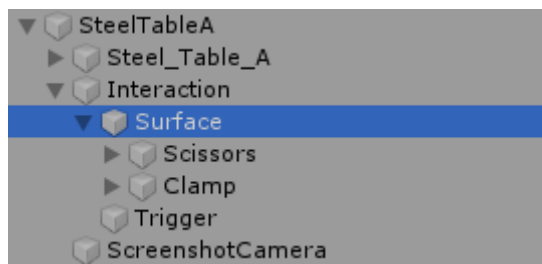 SteelTableA
Steel_Table_A
Interaction
Surface
Scissors
Clamp
Trigger
ScreenshotCamera